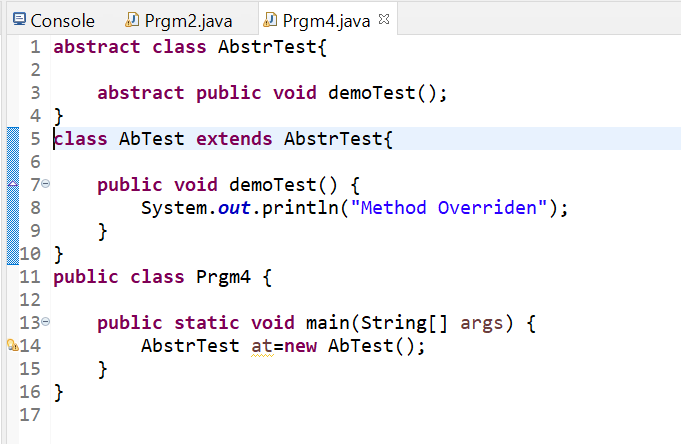 Console Prgm2.java Prgm4.java
1 abstract class AbstrTest{
2
3     abstract public void demoTest();
4 }
5 class AbTest extends AbstrTest{
6
7     public void demoTest() {
8         System.out.println("Method Overriden");
9     }
10 }
11 public class Prgm4 {
12
13     public static void main(String[] args) {
14         AbstrTest at=new AbTest();
15     }
16 }
17